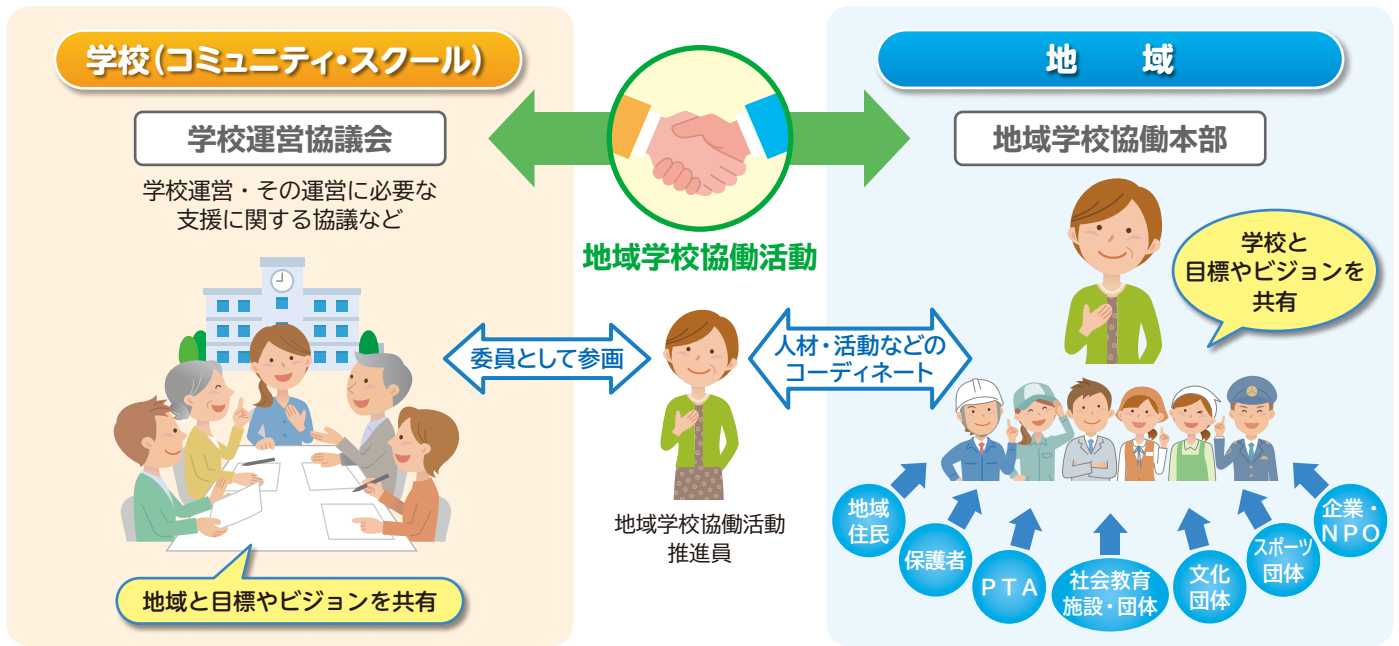 学校(コミュニティ・スクール)
学校運営協議会
学校運営・その運営に必要な
支援に関する協議など
地域と目標やビジョンを共有
地域学校協働活動
委員として参画
人材・活動などの
コーディネート
地域学校協働活動
推進員
地　域
地域学校協働本部
学校と
目標やビジョンを
共有
地域
住民
保護者
ＰＴＡ
社会教育
施設・団体
文化
団体
スポーツ
団体
企業・
ＮＰＯ